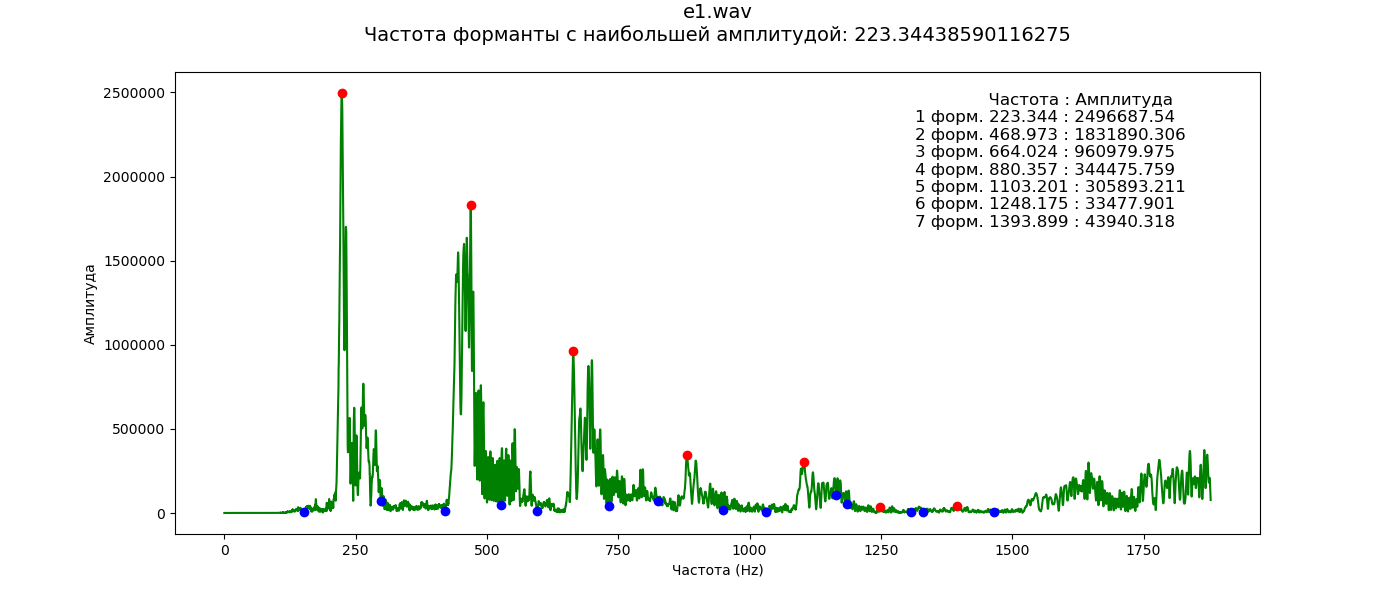 e1.wav
Частота форманты с наибольшей амплитудой: 223.34438590116275
Частота : Амплитуда
1 форм. 223.344 : 2496687.54
2 форм. 468.973 : 1831890.306
3 форм. 664.024 : 960979.975
4 форм. 880.357 : 344475.759
5 форм. 1103.201 : 305893.211
6 форм. 1248.175 : 33477.901
7 форм. 1393.899 : 43940.318
Амплитуда
2500000
2000000
1500000
1000000
500000
0
0 250 500 750 1000 1250 1500 1750
Частота (Hz)